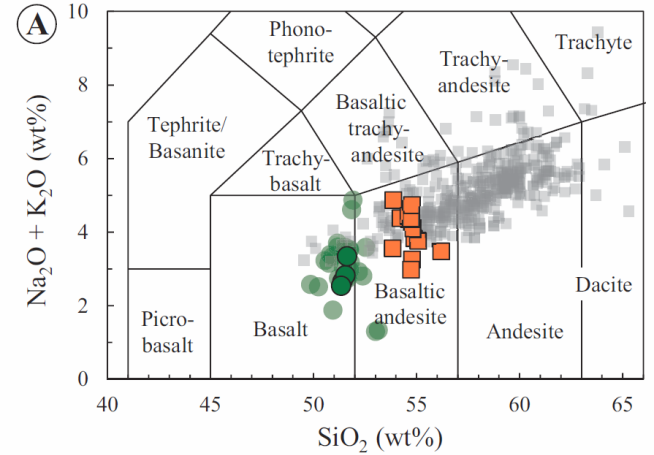 A
Na₂O + K₂O (wt%)
10
8
6
4
2
0
Phono-
tephrite
Trachy-
andesite
Trachyte
Tephrite/
Basanite
Basaltic
trachy-
andesite
Trachy-
basalt
Picro-
basalt
Basalt
Basaltic
andesite
Andesite
Dacite
40
45
50
55
60
65
SiO₂ (wt%)